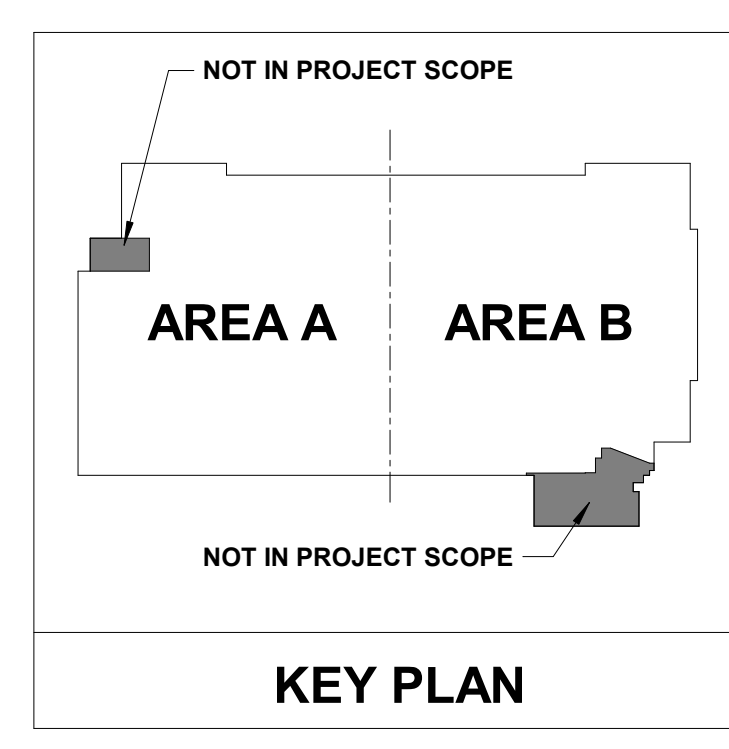 NOT IN PROJECT SCOPE
AREA A
AREA B
NOT IN PROJECT SCOPE
KEY PLAN